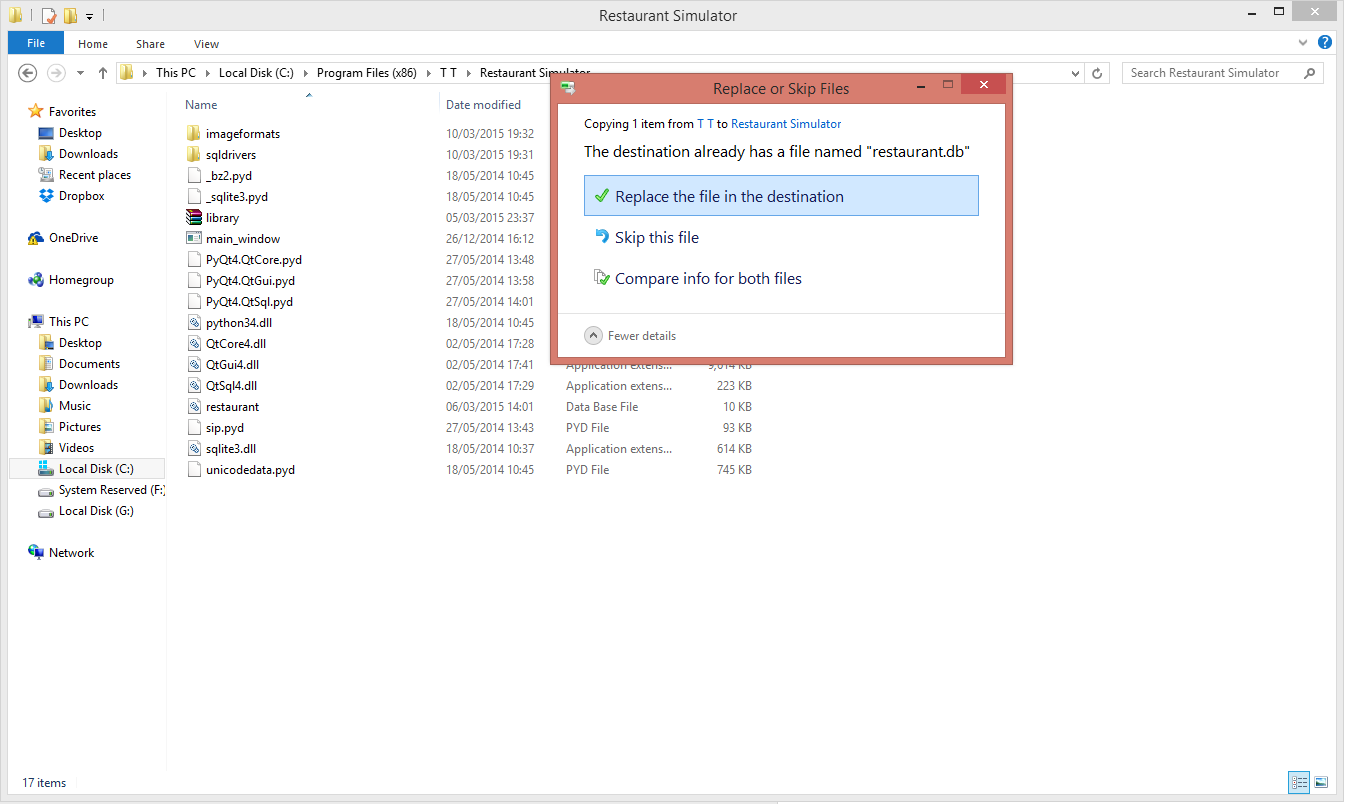 Restaurant Simulator
File Home Share View
This PC Local Disk (C:) Program Files (x86) T T Restaurant Simulator
Search Restaurant Simulator
Favorites
Desktop
Downloads
Recent places
Dropbox
OneDrive
Homegroup
This PC
Desktop
Documents
Downloads
Music
Pictures
Videos
Local Disk (C:)
System Reserved (F:)
Local Disk (G:)
Network
Name Date modified
imageformats 10/03/2015 19:32
sqldrivers 10/03/2015 19:31
_bz2.pyd 18/05/2014 10:45
_sqlite3.pyd 18/05/2014 10:45
library 05/03/2015 23:37
main_window 26/12/2014 16:12
PyQt4.QtCore.pyd 27/05/2014 13:48
PyQt4.QtGui.pyd 27/05/2014 13:58
PyQt4.QtSql.pyd 27/05/2014 14:01
python34.dll 18/05/2014 10:45
QtCore4.dll 02/05/2014 17:28
QtGui4.dll 02/05/2014 17:41 Application extens... 9,014 KB
QtSql4.dll 02/05/2014 17:29 Application extens... 223 KB
restaurant 06/03/2015 14:01 Data Base File 10 KB
sip.pyd 27/05/2014 13:43 PYD File 93 KB
sqlite3.dll 18/05/2014 10:37 Application extens... 614 KB
unicodedata.pyd 18/05/2014 10:45 PYD File 745 KB
Replace or Skip Files
Copying 1 item from T T to Restaurant Simulator
The destination already has a file named "restaurant.db"
Replace the file in the destination
Skip this file
Compare info for both files
Fewer details
17 items